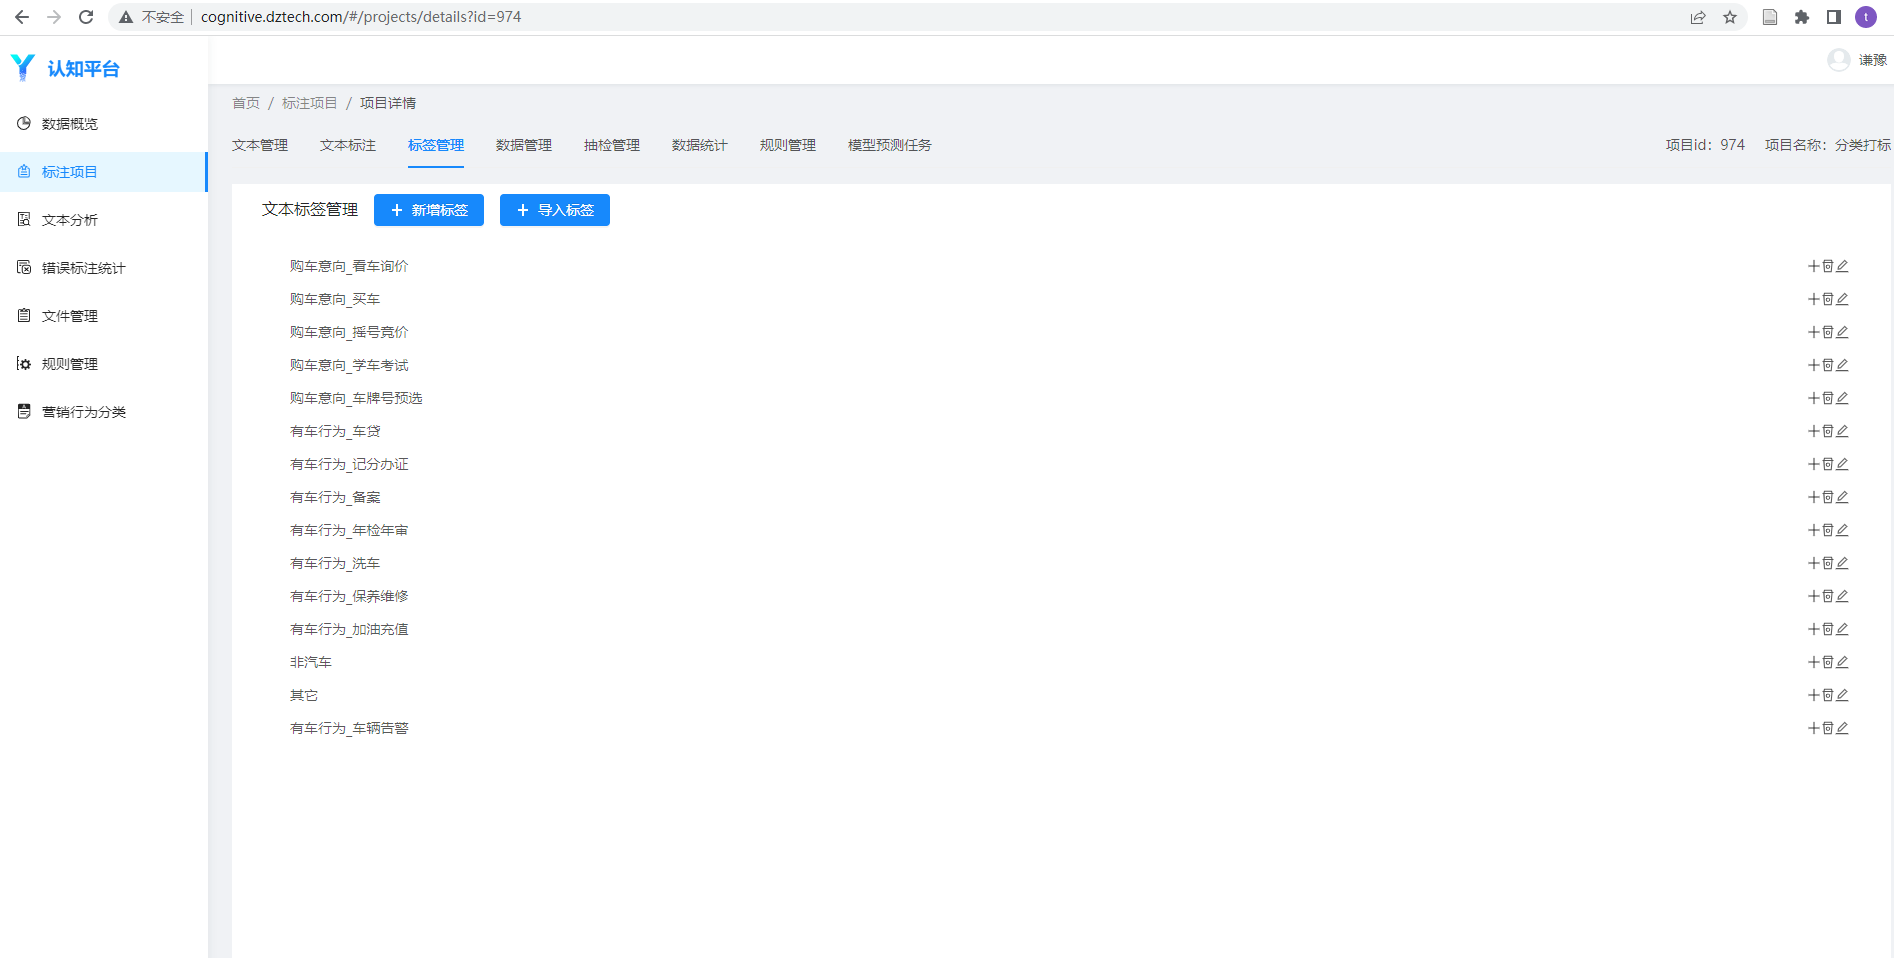 不安全 cognitive.dztech.com/#/projects/details?id=974
t
认知平台
谦豫
数据概览
标注项目
文本分析
错误标注统计
文件管理
规则管理
营销行为分类
首页 / 标注项目 / 项目详情
文本管理 文本标注 标签管理 数据管理 抽检管理 数据统计 规则管理 模型预测任务 项目id：974 项目名称：分类打标
文本标签管理 + 新增标签 + 导入标签
购车意向_看车询价
购车意向_买车
购车意向_摇号竞价
购车意向_学车考试
购车意向_车牌号预选
有车行为_车贷
有车行为_记分办证
有车行为_备案
有车行为_年检年审
有车行为_洗车
有车行为_保养维修
有车行为_加油充值
非汽车
其它
有车行为_车辆告警